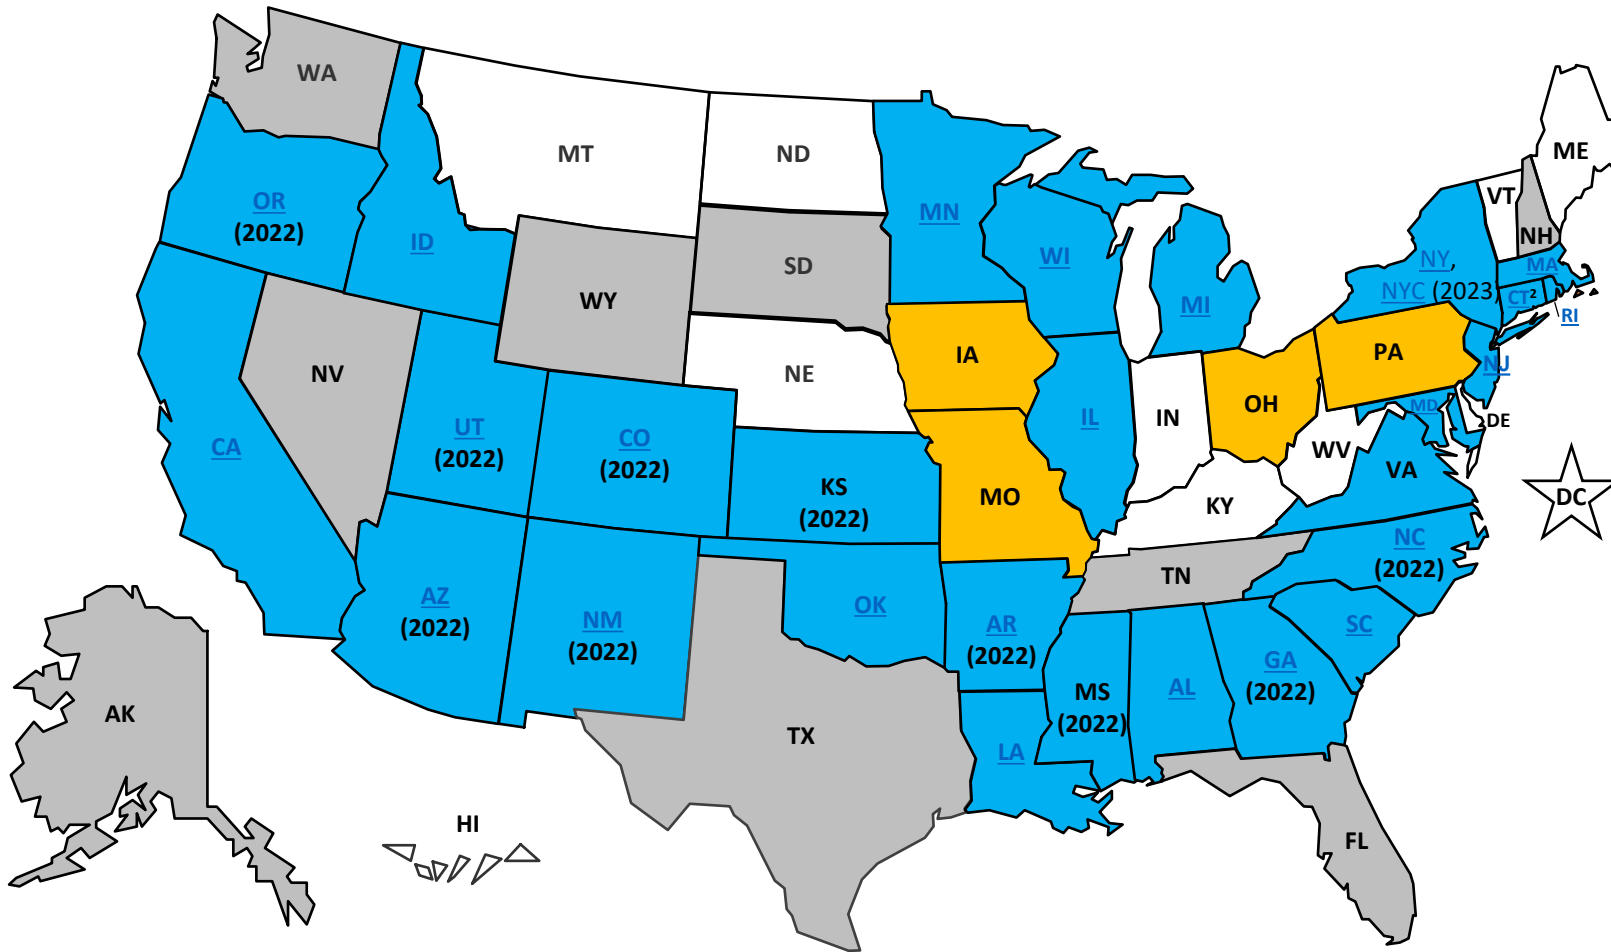 WA
MT
ND
ME
VT
OR
(2022)
ID
MN
NH
WI
SD
NY,
MA
WY
NYC (2023)
CT²
MI
RI
IA
PA
NV
NE
NJ
OH
MD
IN
DE
CA
UT
(2022)
CO
(2022)
IL
WV
VA
KS
(2022)
MO
DC
KY
NC
(2022)
TN
AZ
(2022)
NM
(2022)
OK
AR
(2022)
SC
GA
(2022)
AL
MS
(2022)
AK
TX
LA
HI
FL